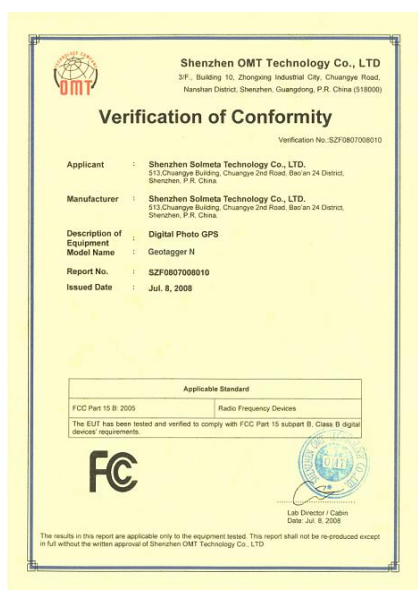 TECHNOLOGY COMPANY
OMT
Shenzhen OMT Technology Co., LTD
3/F., Building 10, Zhongxing Industrial City, Chuangye Road,
Nanshan District, Shenzhen, Guangdong, P.R. China (518000)
Verification of Conformity
Verification No.:SZF0807008010
Applicant : Shenzhen Solmeta Technology Co., LTD.
513,Chuangye Building, Chuangye 2nd Road, Bao'an 24 District,
Shenzhen, P.R. China.
Manufacturer : Shenzhen Solmeta Technology Co., LTD.
513,Chuangye Building, Chuangye 2nd Road, Bao'an 24 District,
Shenzhen, P.R. China.
Description of
Equipment : Digital Photo GPS
Model Name : Geotagger N
Report No. : SZF0807008010
Issued Date : Jul. 8, 2008
Applicable Standard
FCC Part 15 B: 2005 Radio Frequency Devices
The EUT has been tested and verified to comply with FCC Part 15 subpart B, Class B digital
devices' requirements.
FC
OMT
Lab Director / Cabin
Date: Jul. 8, 2008
The results in this report are applicable only to the equipment tested. This report shall not be re-produced except
in full without the written approval of Shenzhen OMT Technology Co., LTD